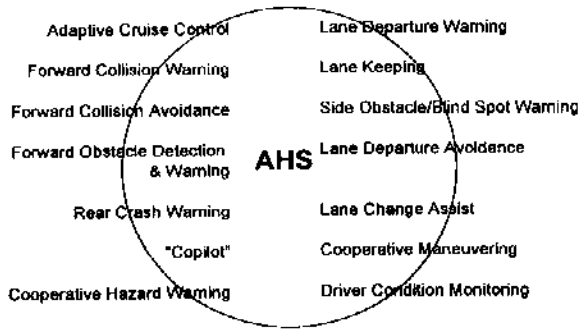 Adaptive Cruise Control
Forward Collision Warning
Forward Collision Avoidance
Forward Obstacle Detection
& Warning
Rear Crash Warning
"Copilot"
Cooperative Hazard Warning
AHS
Lane Departure Warning
Lane Keeping
Side Obstacle/Blind Spot Warning
Lane Departure Avoidance
Lane Change Assist
Cooperative Maneuvering
Driver Condition Monitoring